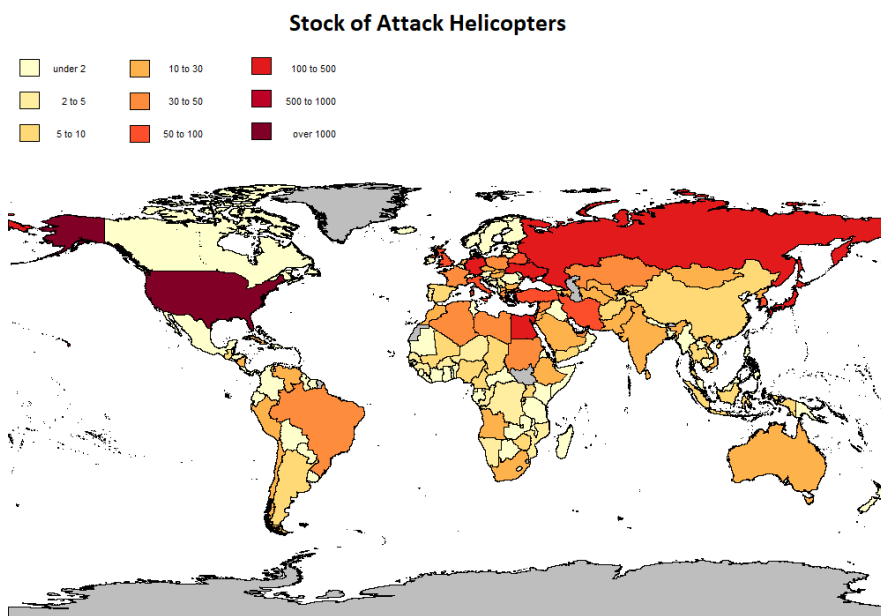 Stock of Attack Helicopters
under 2
10 to 30
100 to 500
2 to 5
30 to 50
500 to 1000
5 to 10
50 to 100
over 1000